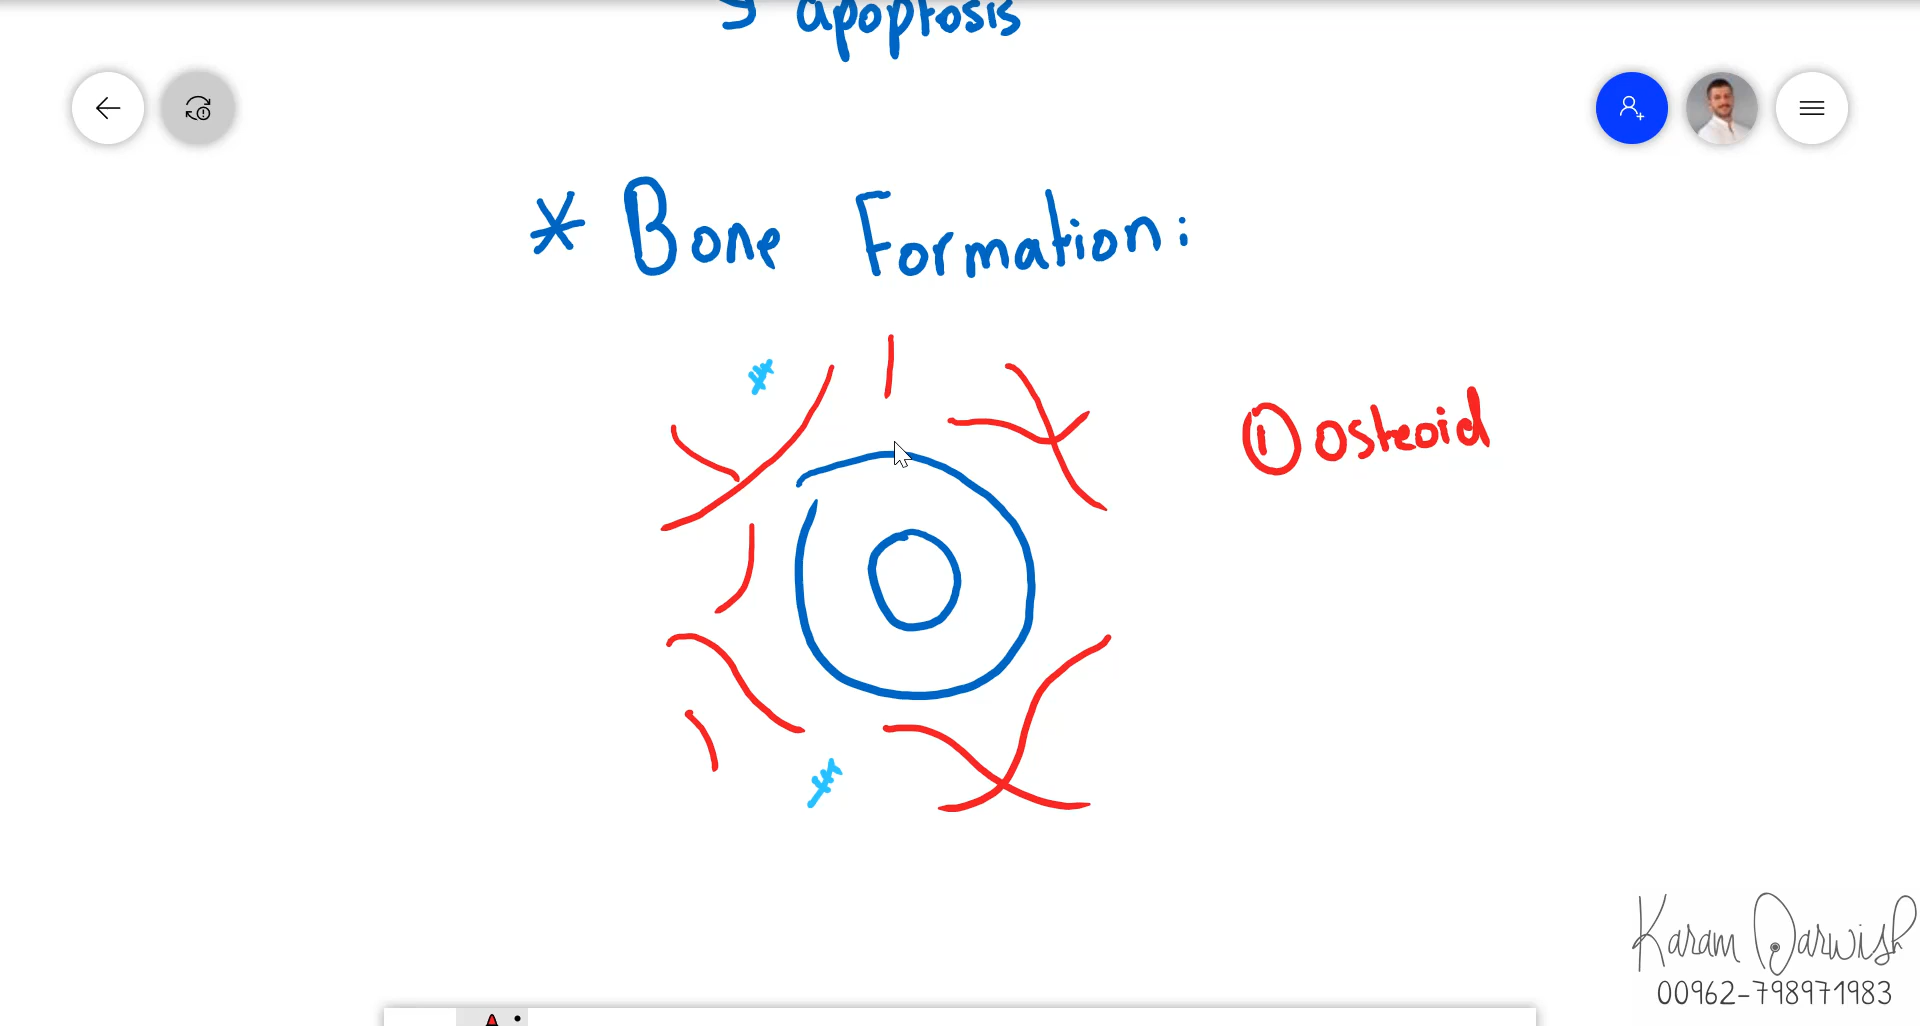 apoptosis
* Bone Formation:
① osteoid
Karam Darwish
00962-798971983